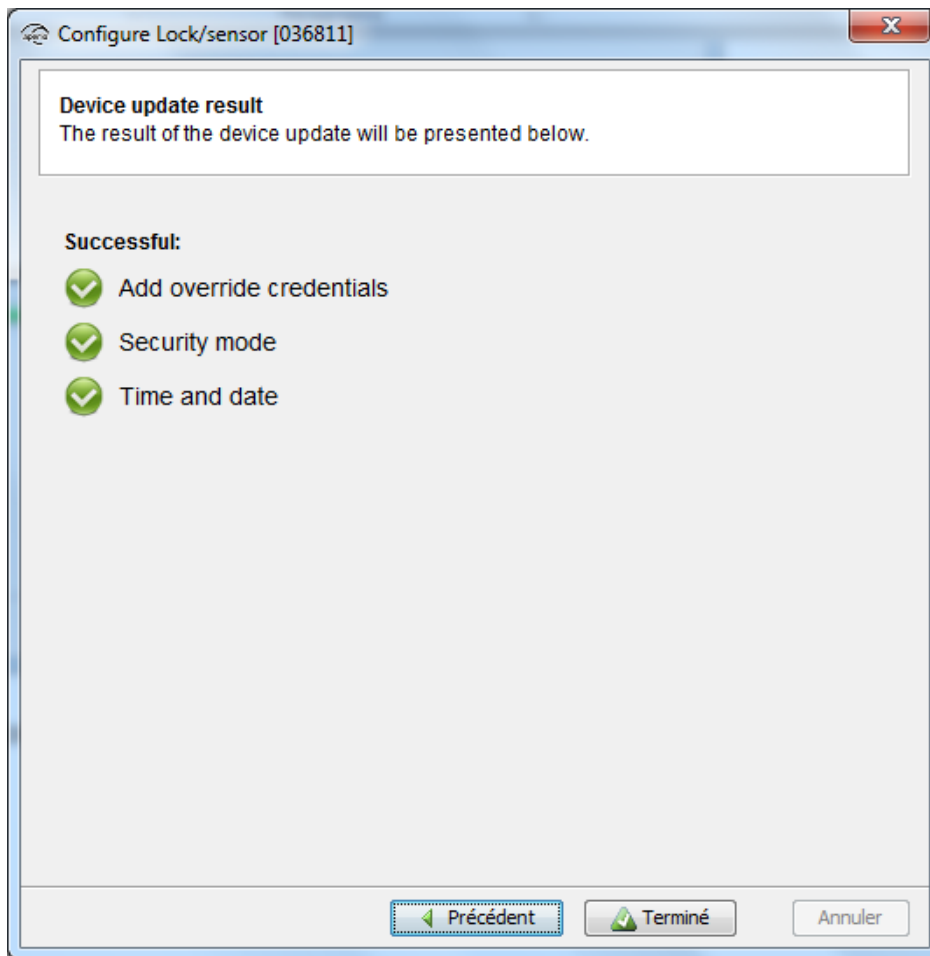 Configure Lock/sensor [036811]
Device update result
The result of the device update will be presented below.
Successful:
Add override credentials
Security mode
Time and date
Précédent
Terminé
Annuler